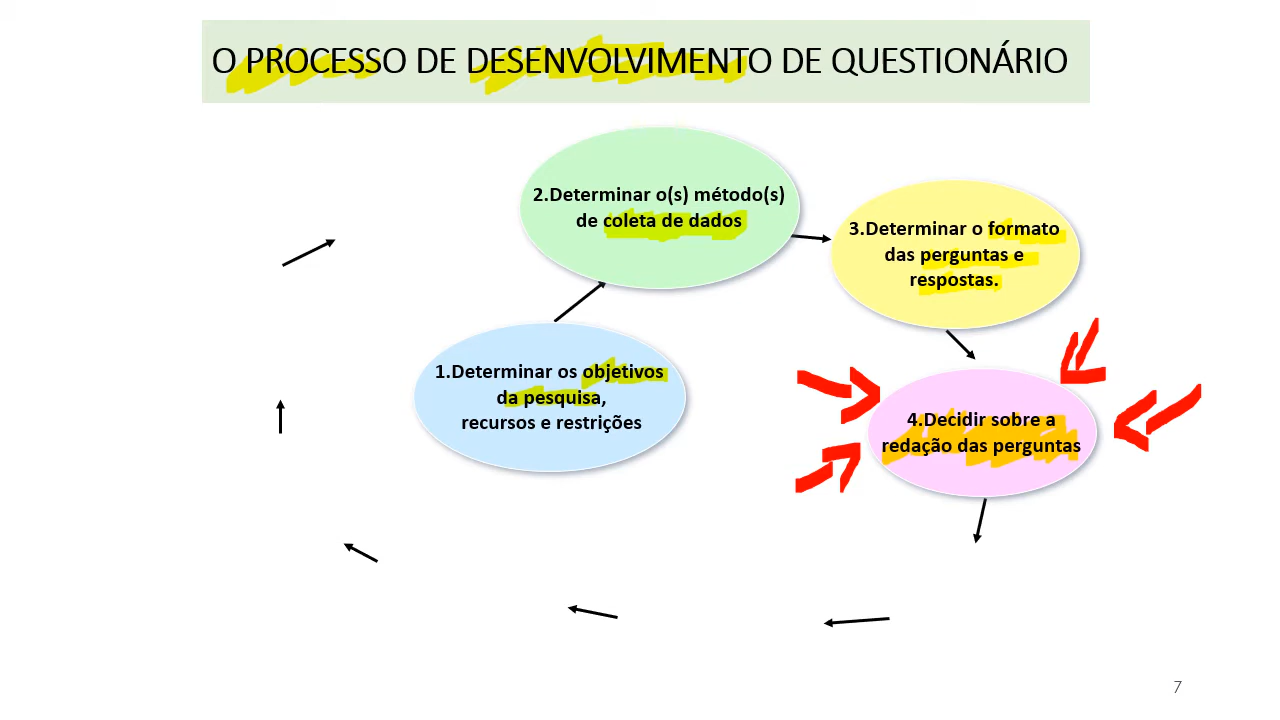 O PROCESSO DE DESENVOLVIMENTO DE QUESTIONÁRIO
1.Determinar os objetivos
da pesquisa,
recursos e restrições
2.Determinar o(s) método(s)
de coleta de dados
3.Determinar o formato
das perguntas e
respostas.
4.Decidir sobre a
redação das perguntas
7